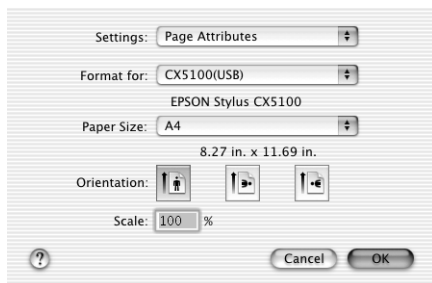 Settings: Page Attributes
Format for: CX5100(USB)
EPSON Stylus CX5100
Paper Size: A4
8.27 in. x 11.69 in.
Orientation:
Scale: 100 %
? Cancel OK